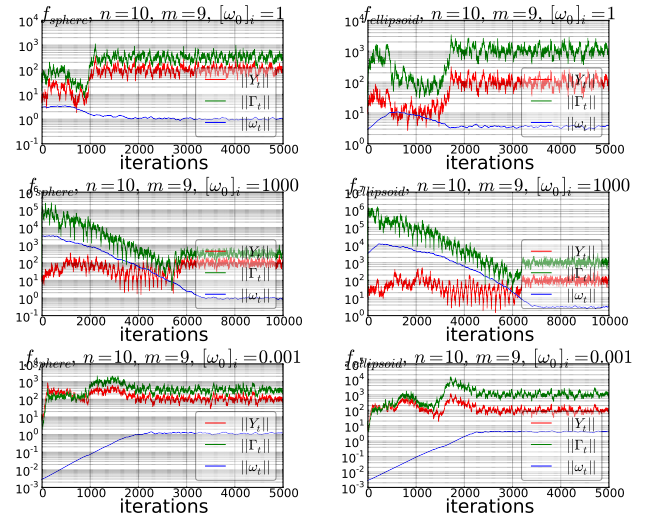 f_sphere, n=10, m=9, [ω_0]_i=1
10^4
10^3
10^2
10^1
10^0
10^-1
||Y_t||
||Γ_t||
||ω_t||
0 1000 2000 3000 4000 5000
iterations
f_ellipsoid, n=10, m=9, [ω_0]_i=1
10^4
10^3
10^2
10^1
10^0
||Y_t||
||Γ_t||
||ω_t||
0 1000 2000 3000 4000 5000
iterations
f_sphere, n=10, m=9, [ω_0]_i=1000
10^6
10^5
10^4
10^3
10^2
10^1
10^0
10^-1
||Y_t||
||Γ_t||
||ω_t||
0 2000 4000 6000 8000 10000
iterations
f_ellipsoid, n=10, m=9, [ω_0]_i=1000
10^7
10^6
10^5
10^4
10^3
10^2
10^1
10^0
||Y_t||
||Γ_t||
||ω_t||
0 2000 4000 6000 8000 10000
iterations
f_sphere, n=10, m=9, [ω_0]_i=0.001
10^4
10^3
10^2
10^1
10^0
10^-1
10^-2
10^-3
||Y_t||
||Γ_t||
||ω_t||
0 1000 2000 3000 4000 5000
iterations
f_ellipsoid, n=10, m=9, [ω_0]_i=0.001
10^5
10^4
10^3
10^2
10^1
10^0
10^-1
10^-2
10^-3
||Y_t||
||Γ_t||
||ω_t||
0 1000 2000 3000 4000 5000
iterations